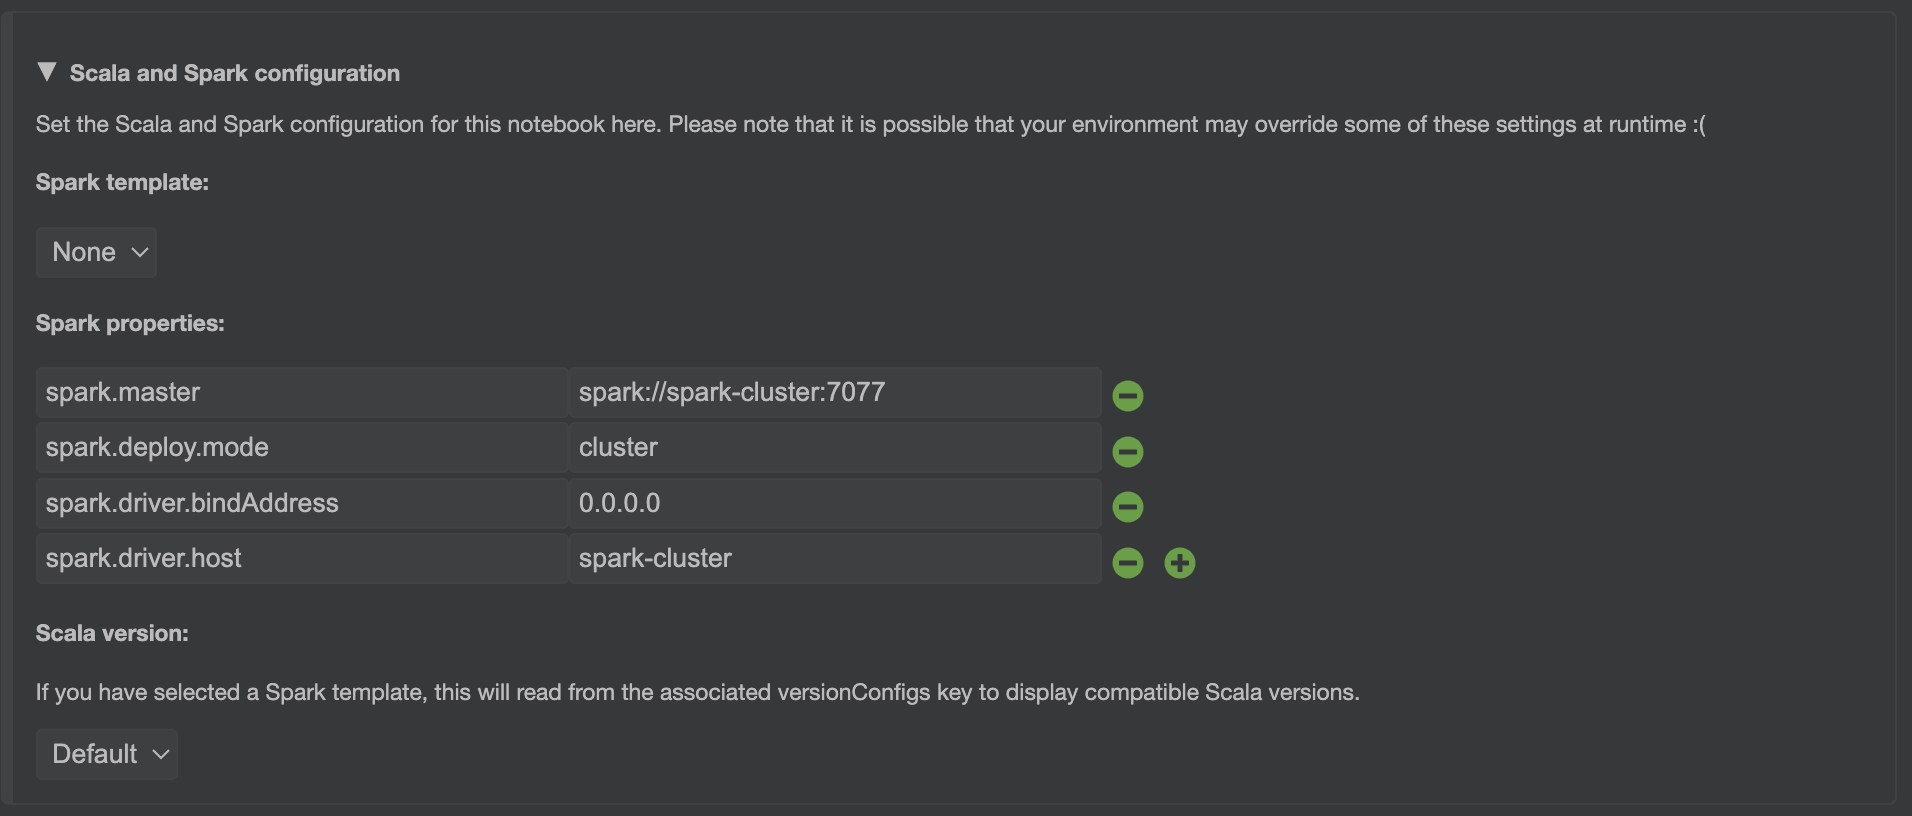 Scala and Spark configuration
Set the Scala and Spark configuration for this notebook here. Please note that it is possible that your environment may override some of these settings at runtime :(
Spark template:
None
Spark properties:
spark.master spark://spark-cluster:7077
spark.deploy.mode cluster
spark.driver.bindAddress 0.0.0.0
spark.driver.host spark-cluster
Scala version:
If you have selected a Spark template, this will read from the associated versionConfigs key to display compatible Scala versions.
Default